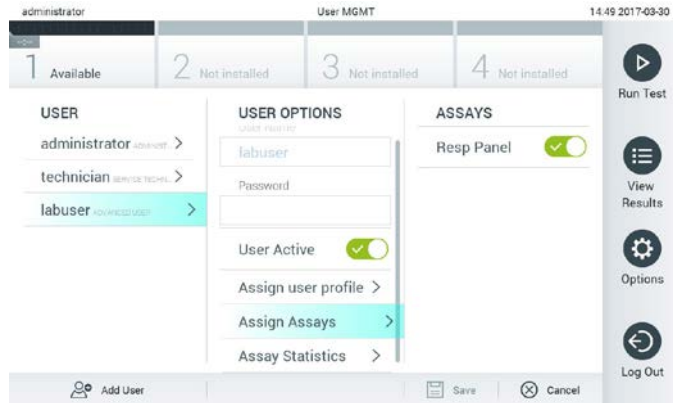 administrator
User MGMT
14:49 2017-03-30
1 Available
2 Not installed
3 Not installed
4 Not installed
Run Test
View
Results
Options
Log Out
USER
administrator
technician
labuser ADVANCED USER
USER OPTIONS
labuser
Password
User Active
Assign user profile
Assign Assays
Assay Statistics
ASSAYS
Resp Panel
Add User
Save
Cancel